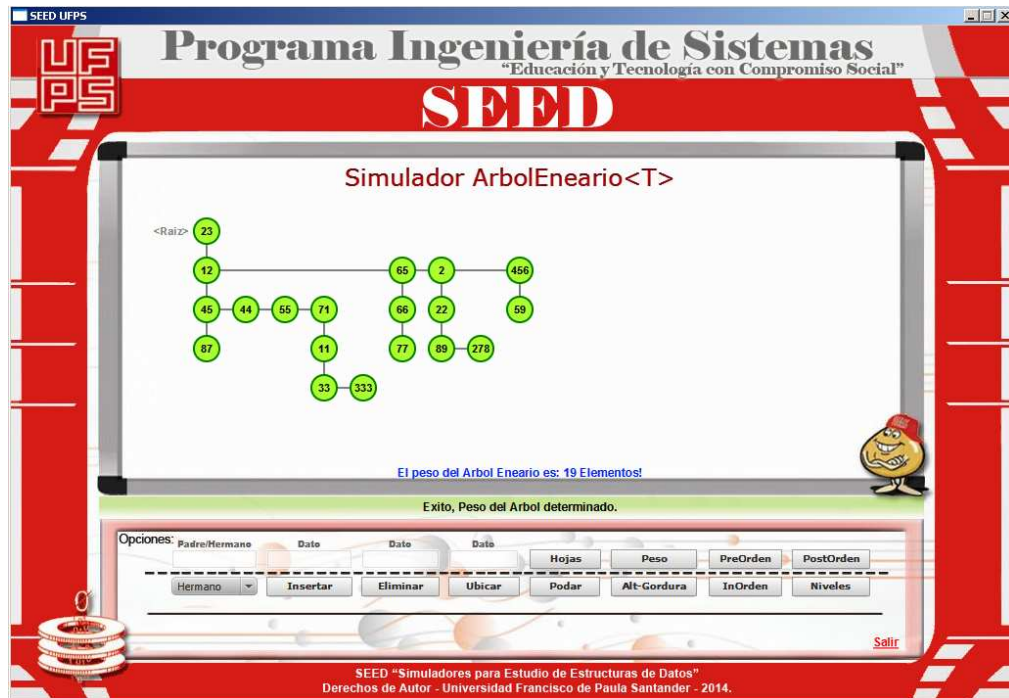 SEED UFPS
UFPS
Programa Ingeniería de Sistemas
“Educación y Tecnología con Compromiso Social”
SEED
Simulador ArbolEneario<T>
<Raiz> 23
12 65 2 456
45 44 55 71 66 22 59
87 11 77 89 278
33 333
El peso del Arbol Eneario es: 19 Elementos!
Exito, Peso del Arbol determinado.
Opciones: Padre/Hermano Dato Dato Dato
Hojas Peso PreOrden PostOrden
Hermano Insertar Eliminar Ubicar Podar Alt-Gordura InOrden Niveles
Salir
SEED “Simuladores para Estudio de Estructuras de Datos”
Derechos de Autor - Universidad Francisco de Paula Santander - 2014.